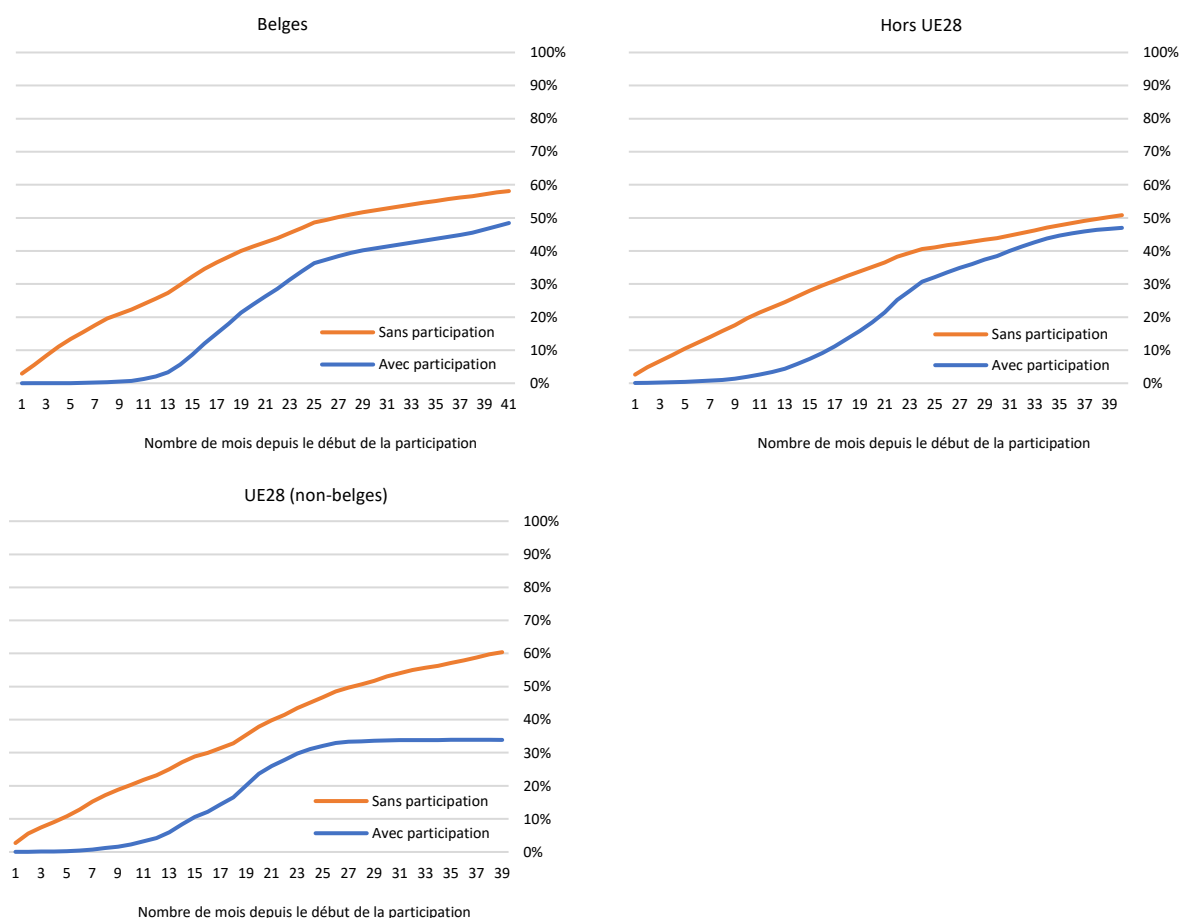 Belges
100%
90%
80%
70%
60%
50%
40%
30%
20%
10%
0%
Sans participation
Avec participation
1 3 5 7 9 11 13 15 17 19 21 23 25 27 29 31 33 35 37 39 41
Nombre de mois depuis le début de la participation
Hors UE28
100%
90%
80%
70%
60%
50%
40%
30%
20%
10%
0%
Sans participation
Avec participation
1 3 5 7 9 11 13 15 17 19 21 23 25 27 29 31 33 35 37 39
Nombre de mois depuis le début de la participation
UE28 (non-belges)
100%
90%
80%
70%
60%
50%
40%
30%
20%
10%
0%
Sans participation
Avec participation
1 3 5 7 9 11 13 15 17 19 21 23 25 27 29 31 33 35 37 39
Nombre de mois depuis le début de la participation